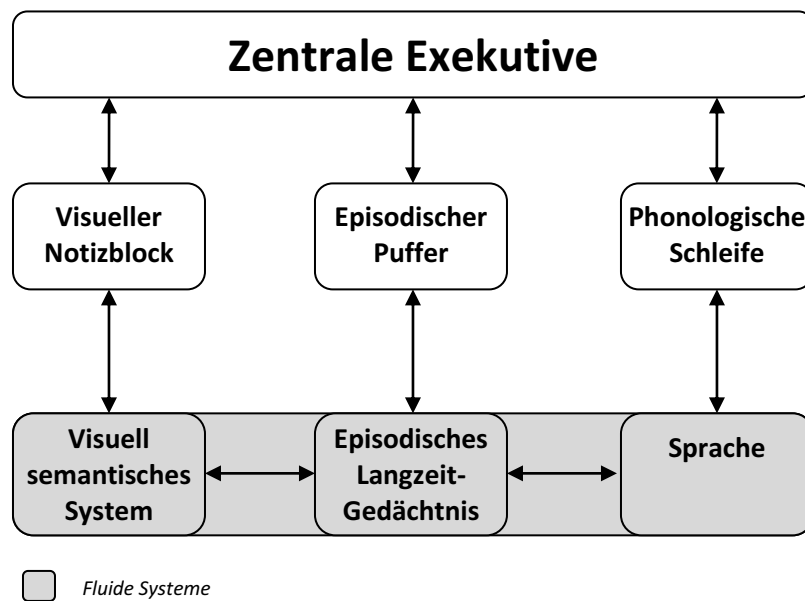 Zentrale Exekutive
Visueller
Notizblock
Episodischer
Puffer
Phonologische
Schleife
Visuell
semantisches
System
Episodisches
Langzeit-
Gedächtnis
Sprache
Fluide Systeme